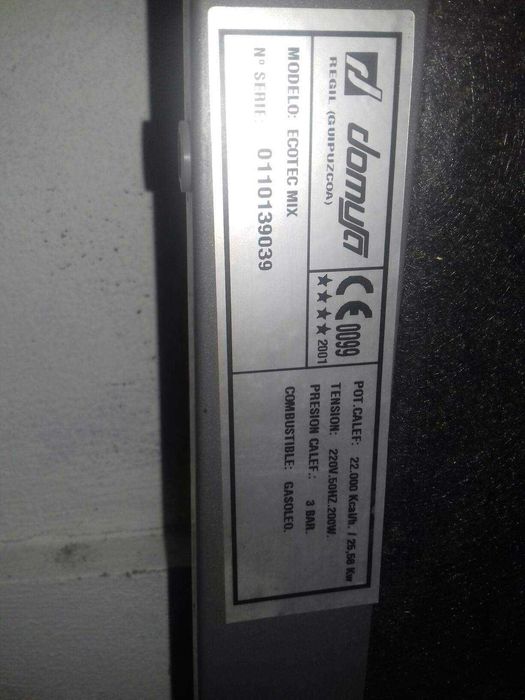 domya
REGIL (GUIPUZCOA)
CE 0099
★★★★ 2001
MODELO: ECOTEC MIX
Nº SERIE: 0110139039
POT.CALEF: 22.000 Kcal/h. / 25,58 Kw
TENSION: 220V.50HZ.200W.
PRESION CALEF.: 3 BAR.
COMBUSTIBLE: GASOLEO.